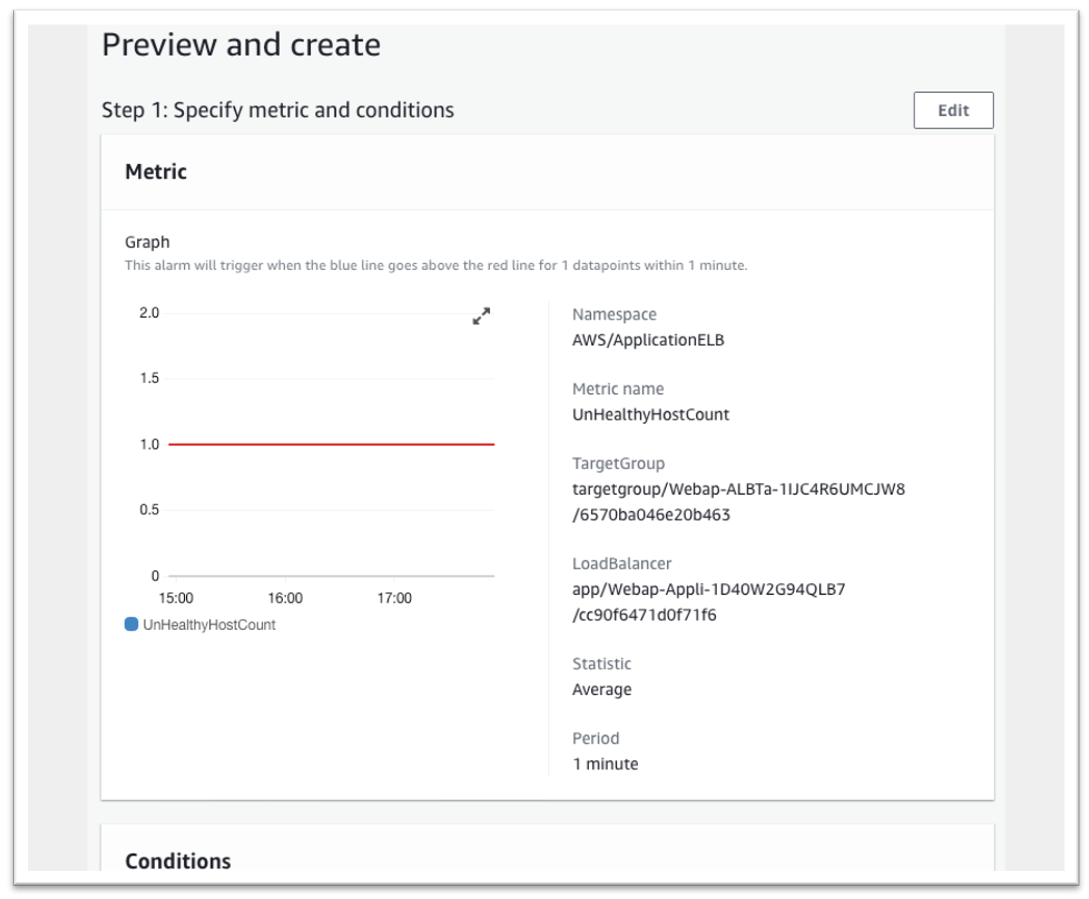 Preview and create
Step 1: Specify metric and conditions
Edit
Metric
Graph
This alarm will trigger when the blue line goes above the red line for 1 datapoints within 1 minute.
2.0
1.5
1.0
0.5
0
15:00 16:00 17:00
UnHealthyHostCount
Namespace
AWS/ApplicationELB
Metric name
UnHealthyHostCount
TargetGroup
targetgroup/Webap-ALBTa-1IJC4R6UMCJW8
/6570ba046e20b463
LoadBalancer
app/Webap-Appli-1D40W2G94QLB7
/cc90f6471d0f71f6
Statistic
Average
Period
1 minute
Conditions